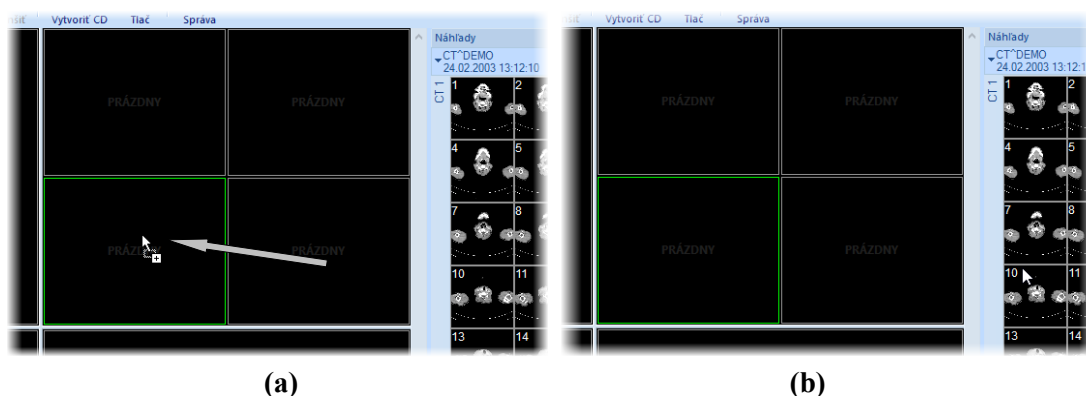 Vytvoriť CD Tlač Správa
PRÁZDNY PRÁZDNY
PRÁZDNY PRÁZDNY
Náhľady
CT^DEMO
24.02.2003 13:12:10
CT 1
1 2
4 5
7 8
10 11
13 14
(a)
Vytvoriť CD Tlač Správa
PRÁZDNY PRÁZDNY
PRÁZDNY PRÁZDNY
Náhľady
CT^DEMO
24.02.2003 13:12:1
CT 1
1 2
4 5
7 8
10 11
13 14
(b)